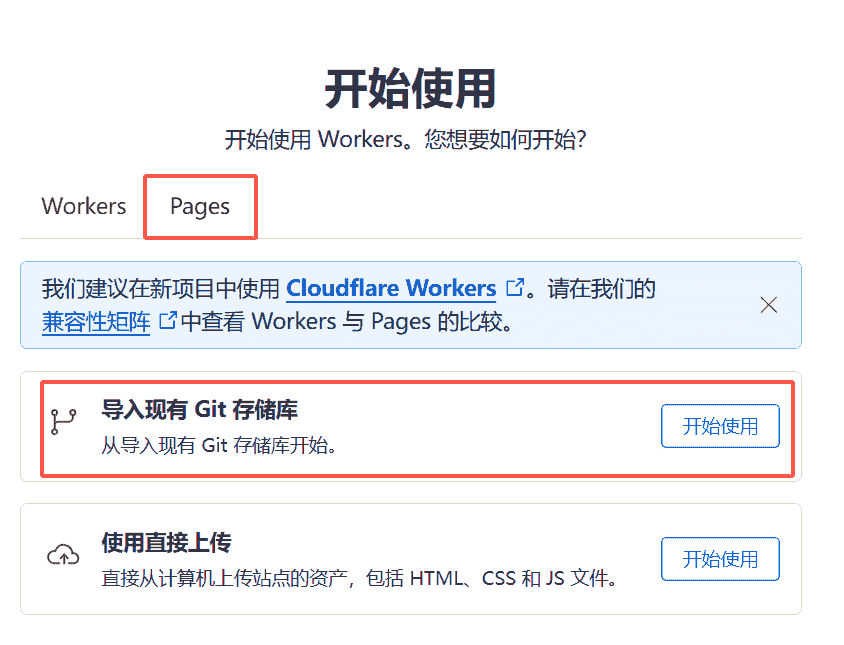 开始使用
开始使用 Workers。您想要如何开始？
Workers
Pages
我们建议在新项目中使用 Cloudflare Workers 。请在我们的
兼容性矩阵 中查看 Workers 与 Pages 的比较。
导入现有 Git 存储库
从导入现有 Git 存储库开始。
开始使用
使用直接上传
直接从计算机上传站点的资产，包括 HTML、CSS 和 JS 文件。
开始使用